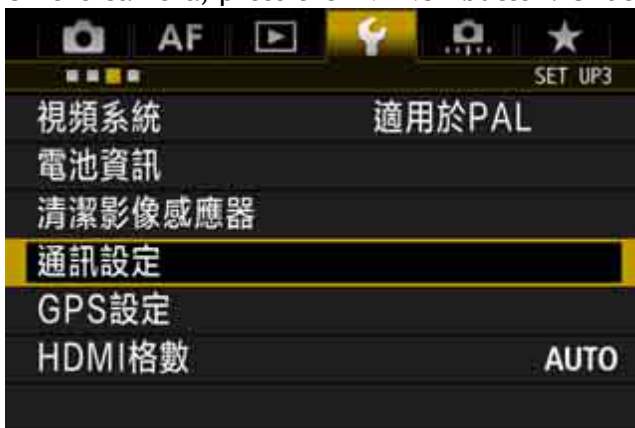 AF
SET UP3
視頻系統 適用於PAL
電池資訊
清潔影像感應器
通訊設定
GPS設定
HDMI格數 AUTO